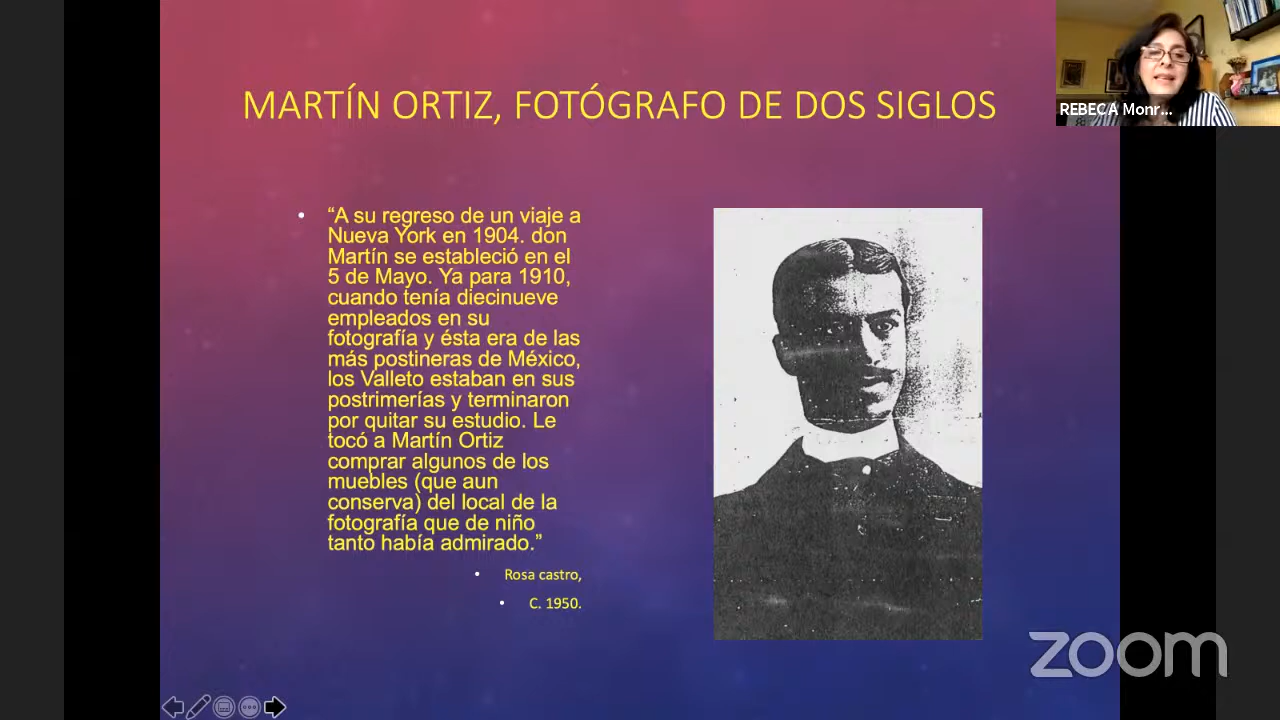 MARTÍN ORTIZ, FOTÓGRAFO DE DOS SIGLOS
REBECA Monr...
• “A su regreso de un viaje a
Nueva York en 1904. don
Martín se estableció en el
5 de Mayo. Ya para 1910,
cuando tenía diecinueve
empleados en su
fotografía y ésta era de las
más postineras de México,
los Valleto estaban en sus
postrimerías y terminaron
por quitar su estudio. Le
tocó a Martín Ortiz
comprar algunos de los
muebles (que aun
conserva) del local de la
fotografía que de niño
tanto había admirado.”
• Rosa castro,
• C. 1950.
zoom